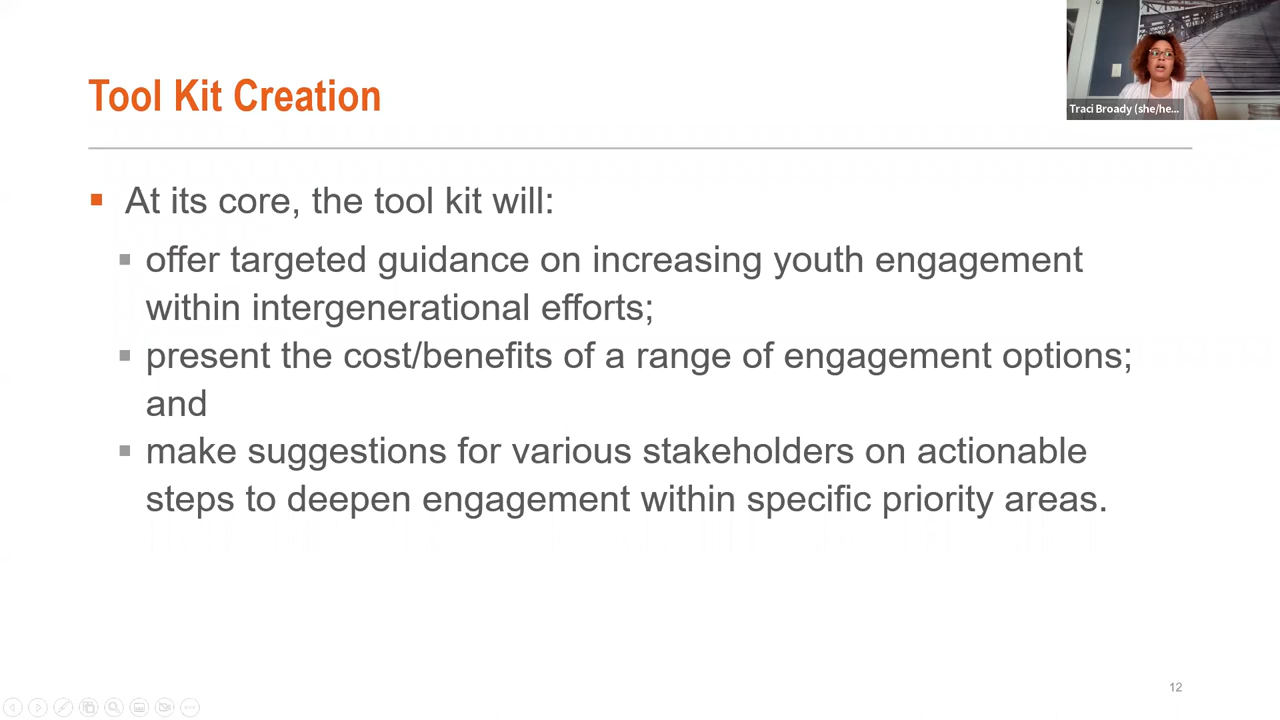 Tool Kit Creation
Traci Broady (she/he...
At its core, the tool kit will:
offer targeted guidance on increasing youth engagement
within intergenerational efforts;
present the cost/benefits of a range of engagement options;
and
make suggestions for various stakeholders on actionable
steps to deepen engagement within specific priority areas.
12